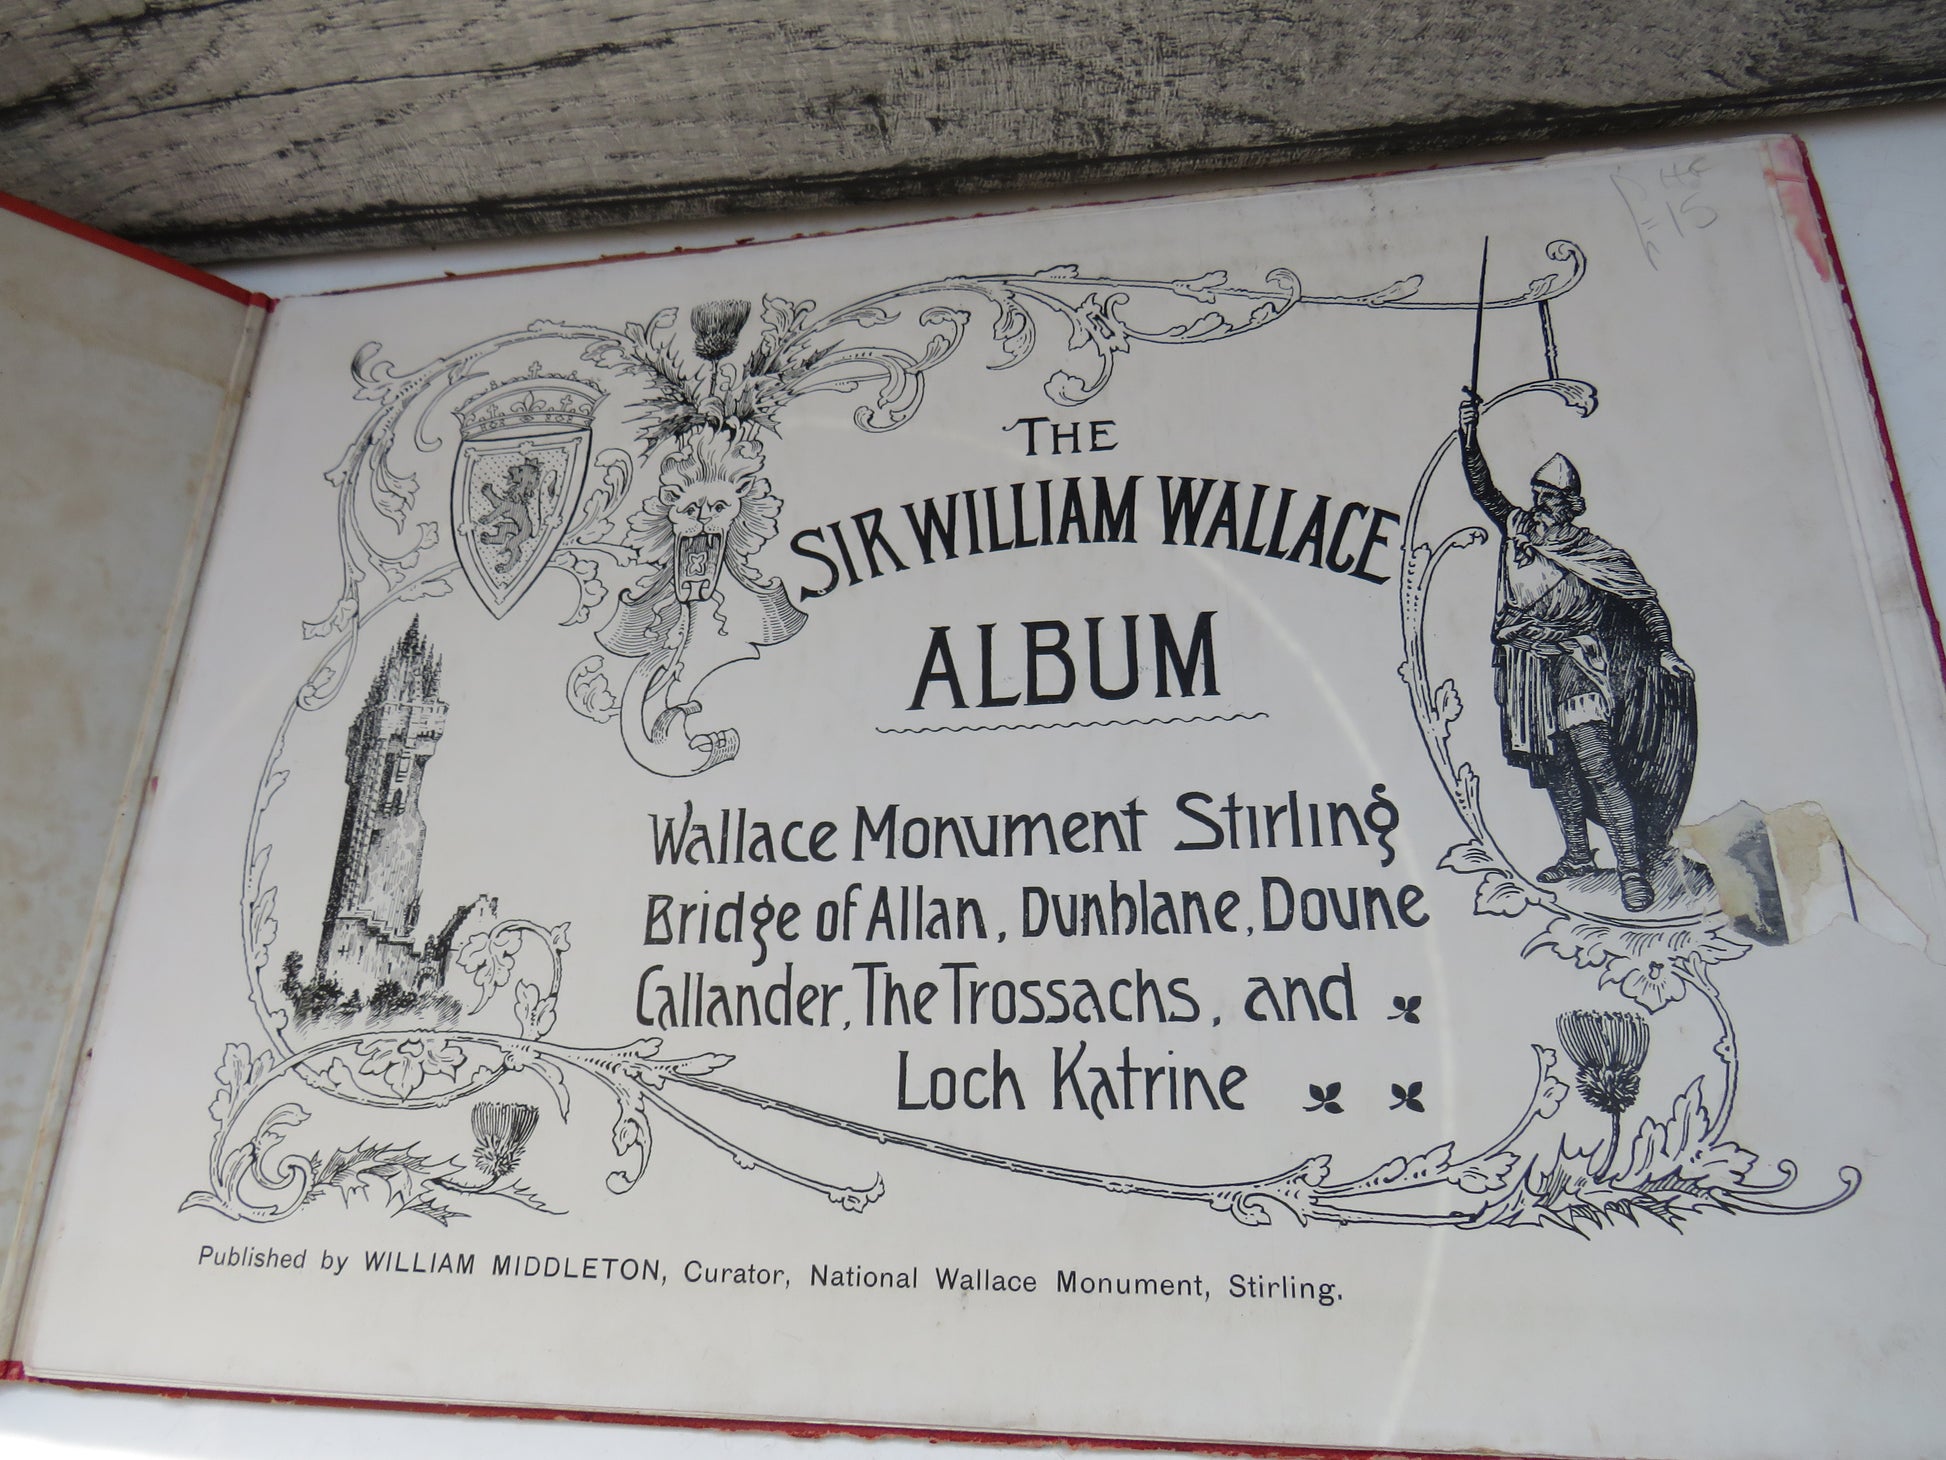 THE
SIR WILLIAM WALLACE
ALBUM
Wallace Monument Stirling
Bridge of Allan, Dunblane, Doune
Callander, The Trossachs, and
Loch Katrine
Published by WILLIAM MIDDLETON, Curator, National Wallace Monument, Stirling.
15